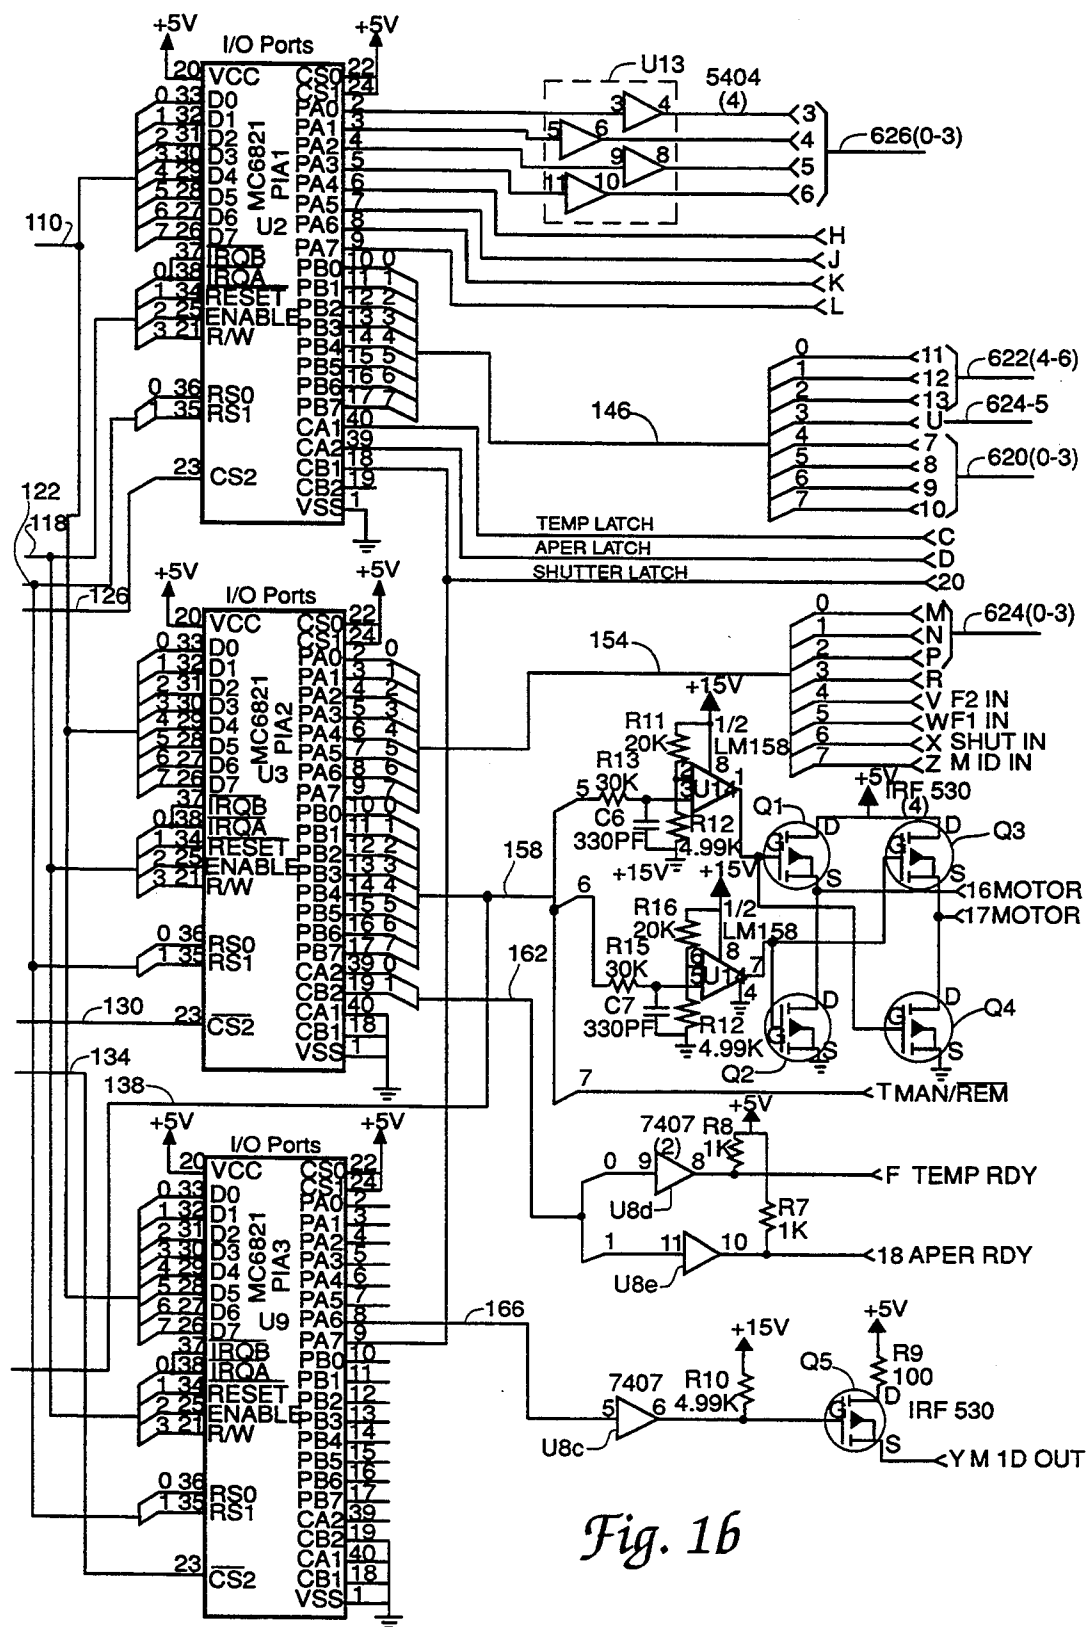 +5V +5V
I/O Ports
20 VCC CS0 22
CS1 24
0 33 D0 PA0 2
1 32 D1 PA1 3
2 31 D2 PA2 4
3 30 D3 PA3 5
4 29 D4 PA4 6
5 28 D5 PA5 7
6 27 D6 PA6 8
7 26 D7 PA7 9
MC6821
PIA1
U2
37 IRQB PB0 10 0
0 38 IRQA PB1 11 1
1 34 RESET PB2 12 2
2 25 ENABLE PB3 13 3
3 21 R/W PB4 14 4
PB5 15 5
PB6 16 6
PB7 17 7
0 36 RS0 CA1 40
1 35 RS1 CA2 39
CB1 18
23 CS2 CB2 19
VSS 1
U13
5404
(4)
3 4 3
5 6 4
9 8 5
11 10 6
626(0-3)
H
J
K
L
110
146
0 11
1 12
2 13
3 U
4 7
5 8
6 9
7 10
622(4-6)
624-5
620(0-3)
122
118
126
TEMP LATCH C
APER LATCH D
SHUTTER LATCH 20
+5V +5V
I/O Ports
20 VCC CS0 22
CS1 24
0 33 D0 PA0 2 0
1 32 D1 PA1 3 1
2 31 D2 PA2 4 2
3 30 D3 PA3 5 3
4 29 D4 PA4 6 4
5 28 D5 PA5 7 5
6 27 D6 PA6 8 6
7 26 D7 PA7 9 7
MC6821
PIA2
U3
37 IRQB PB0 10 0
0 38 IRQA PB1 11 1
1 34 RESET PB2 12 2
2 25 ENABLE PB3 13 3
3 21 R/W PB4 14 4
PB5 15 5
PB6 16 6
PB7 17 7
0 36 RS0 CA2 39 0
1 35 RS1 CB2 19 1
CA1 40
23 CS2 CB1 18
VSS 1
154
0 M
1 N
2 P
3 R
4 V F2 IN
5 W F1 IN
6 X SHUT IN
7 Z M ID IN
624(0-3)
+15V
R11
20K
1/2
LM158
R13
30K
5
8
3 U14 1
C6
330PF
R12
4.99K
+5V
IRF 530
(4)
Q1 G D S
Q3 G D S
16 MOTOR
17 MOTOR
158
162
6
+15V +15V
R16
20K
1/2
LM158
R15
30K
6 8
5 U14 7
4
C7
330PF
R12
4.99K
Q2 G D S
Q4 G D S
7 T MAN/REM
130
134
138
+5V +5V
I/O Ports
20 VCC CS0 22
CS1 24
0 33 D0 PA0 2
1 32 D1 PA1 3
2 31 D2 PA2 4
3 30 D3 PA3 5
4 29 D4 PA4 6
5 28 D5 PA5 7
6 27 D6 PA6 8
7 26 D7 PA7 9
MC6821
PIA3
U9
37 IRQB PB0 10
0 38 IRQA PB1 11
1 34 RESET PB2 12
2 25 ENABLE PB3 13
3 21 R/W PB4 14
PB5 15
PB6 16
0 36 RS0 PB7 17
1 35 RS1 CA2 39
CB2 19
CA1 40
23 CS2 CB1 18
VSS 1
7407
(2)
R8
1K
+5V
0 9 8 F TEMP RDY
U8d
R7
1K
1 11 10 18 APER RDY
U8e
166
+15V
R10
4.99K
7407
5 6
U8c
+5V
R9
100
Q5
G D S
IRF 530
Y M 1D OUT
Fig. 1b